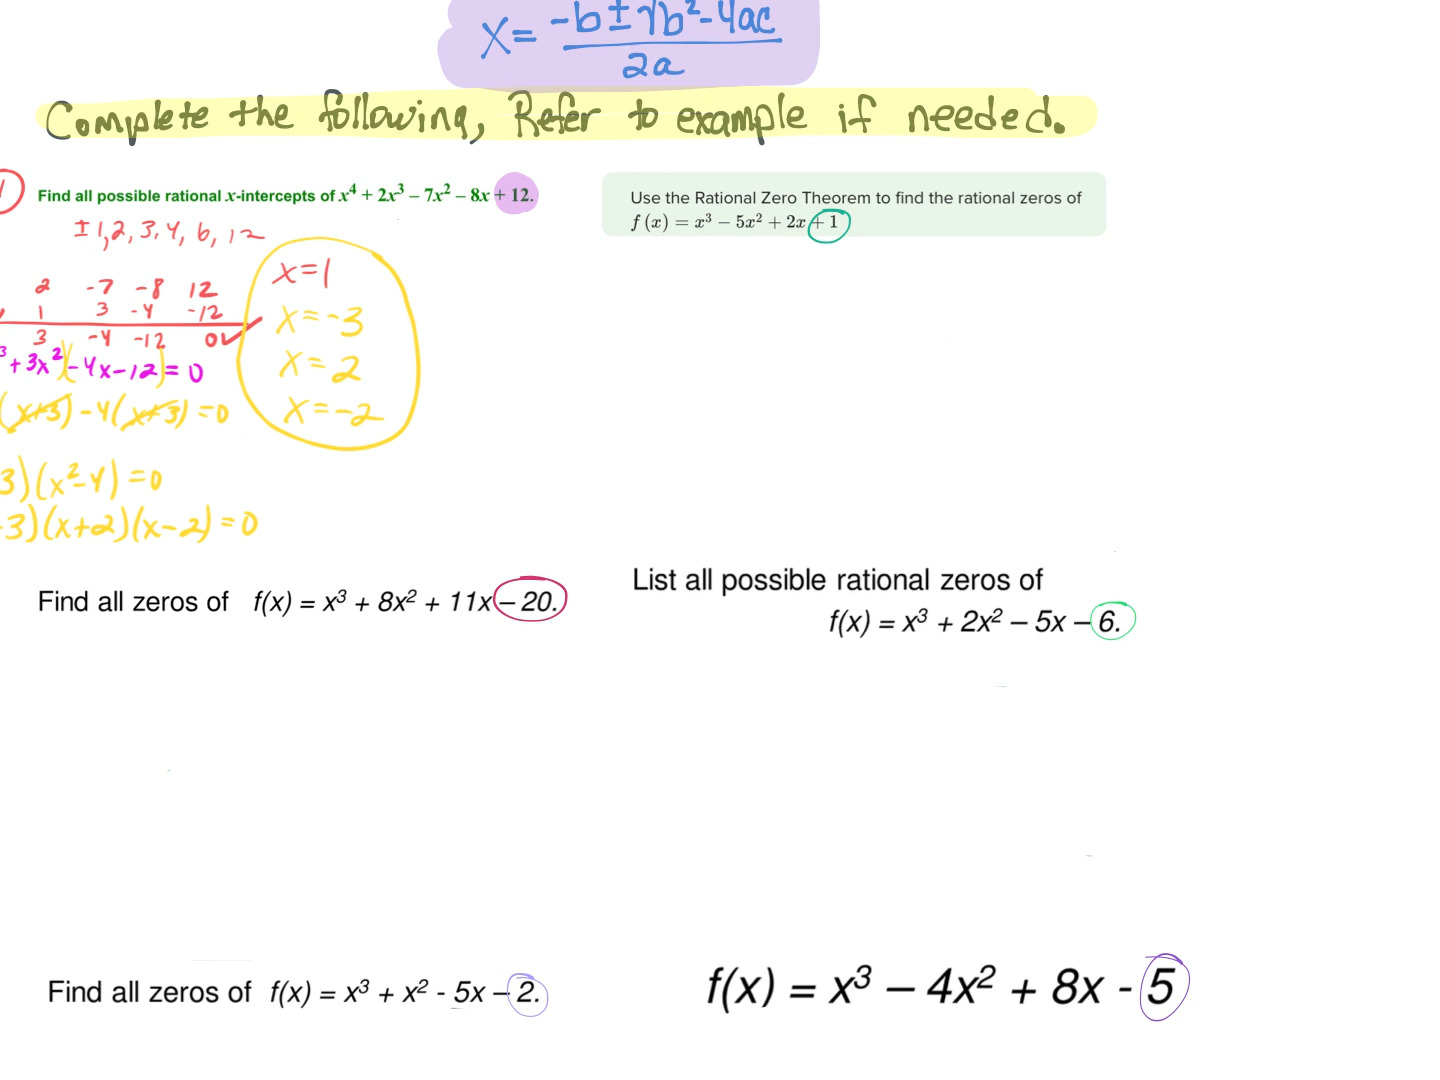 x = -b ± √b² - 4ac
2a
Complete the following, Refer to example if needed.
1
Find all possible rational x-intercepts of x⁴ + 2x³ – 7x² – 8x + 12.
± 1, 2, 3, 4, 6, 12
2 -7 -8 12
1 3 -4 -12
3 -4 -12 0✓
³ + 3x²)(-4x-12) = 0
(x+3) - 4(x+3) = 0
3)(x²-4) = 0
3)(x+2)(x-2) = 0
x = 1
x = -3
x = 2
x = -2
Use the Rational Zero Theorem to find the rational zeros of
f (x) = x³ − 5x² + 2x + 1
Find all zeros of f(x) = x³ + 8x² + 11x – 20.
List all possible rational zeros of
f(x) = x³ + 2x² – 5x – 6.
Find all zeros of f(x) = x³ + x² - 5x – 2.
f(x) = x³ – 4x² + 8x - 5